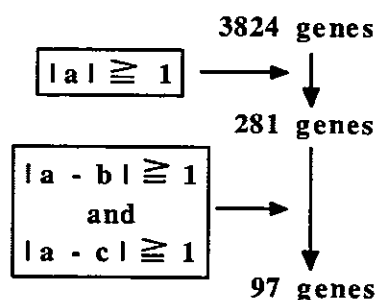 3824 genes
|a| ≧ 1
281 genes
|a - b| ≧ 1
and
|a - c| ≧ 1
97 genes